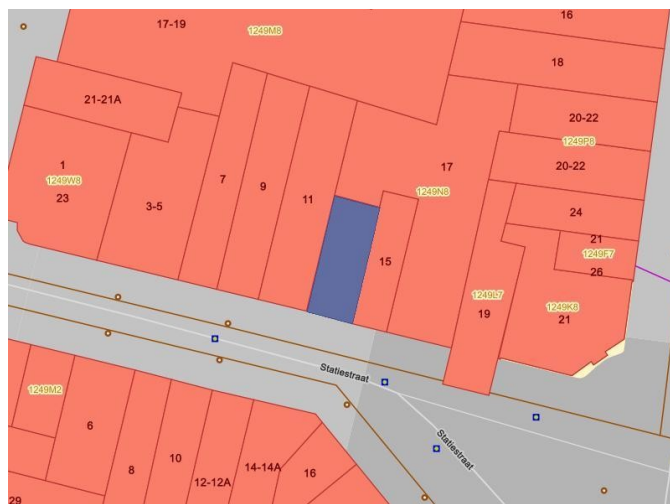 16
17-19
1249M8
18
21-21A
20-22
1249P8
1
1249W8
23
7
9
11
17
1249N8
20-22
3-5
24
15
21
1249F7
26
1249L7
19
1249K8
21
Statiestraat
1249M2
6
8
10
12-12A
14-14A
16
Statiestraat
29